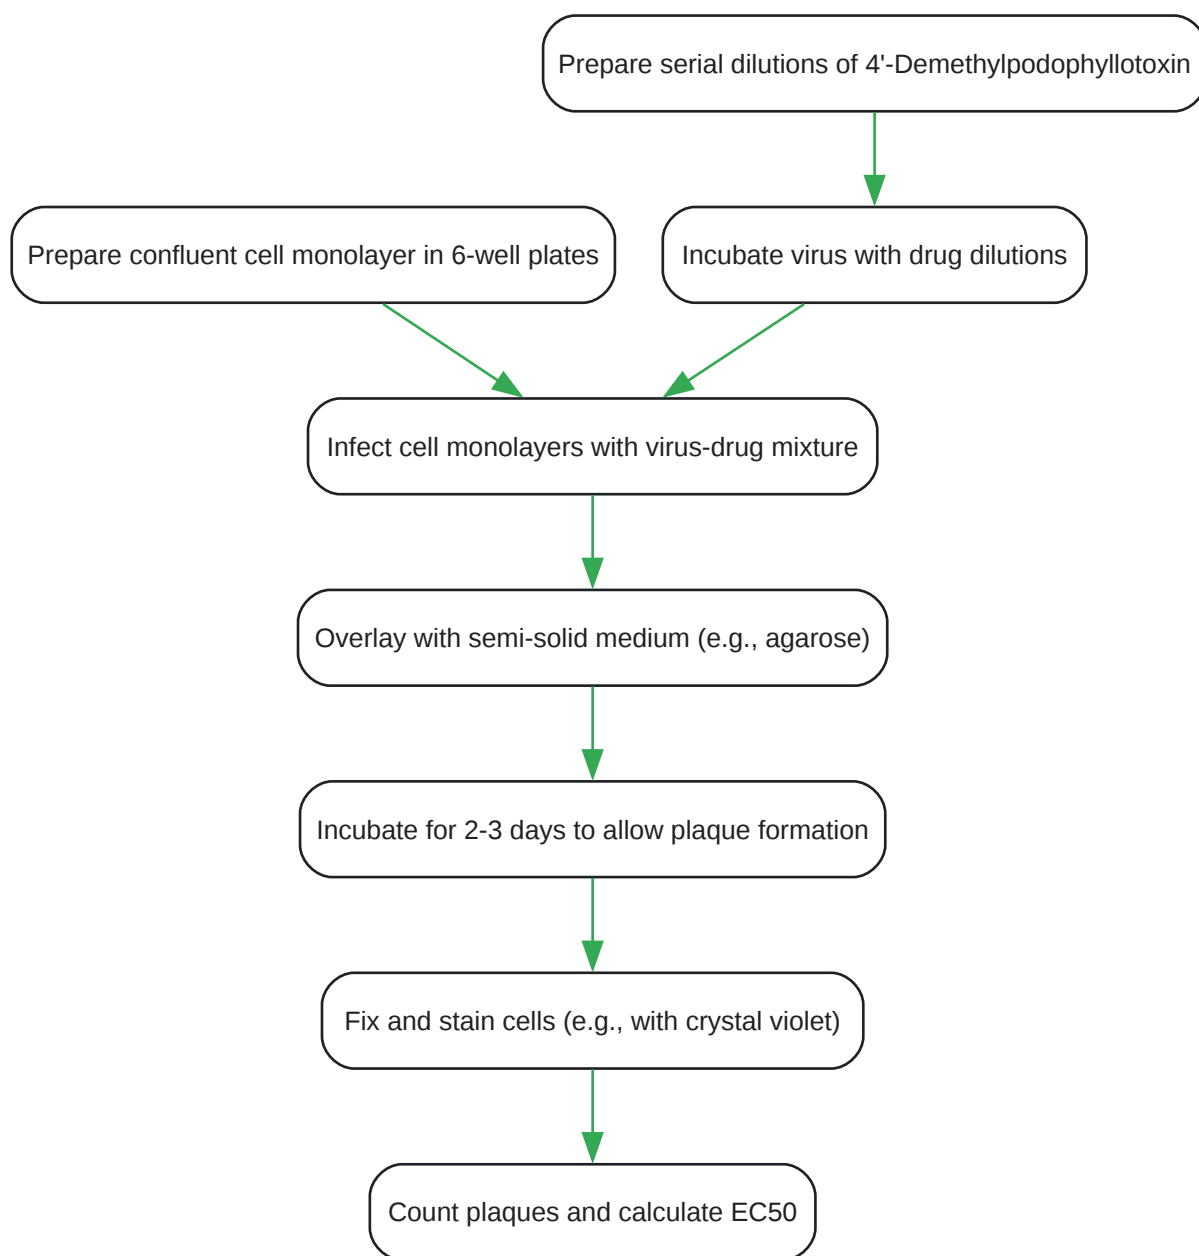 Prepare serial dilutions of 4'-Demethylpodophyllotoxin
Prepare confluent cell monolayer in 6-well plates
Incubate virus with drug dilutions
Infect cell monolayers with virus-drug mixture
Overlay with semi-solid medium (e.g., agarose)
Incubate for 2-3 days to allow plaque formation
Fix and stain cells (e.g., with crystal violet)
Count plaques and calculate EC50